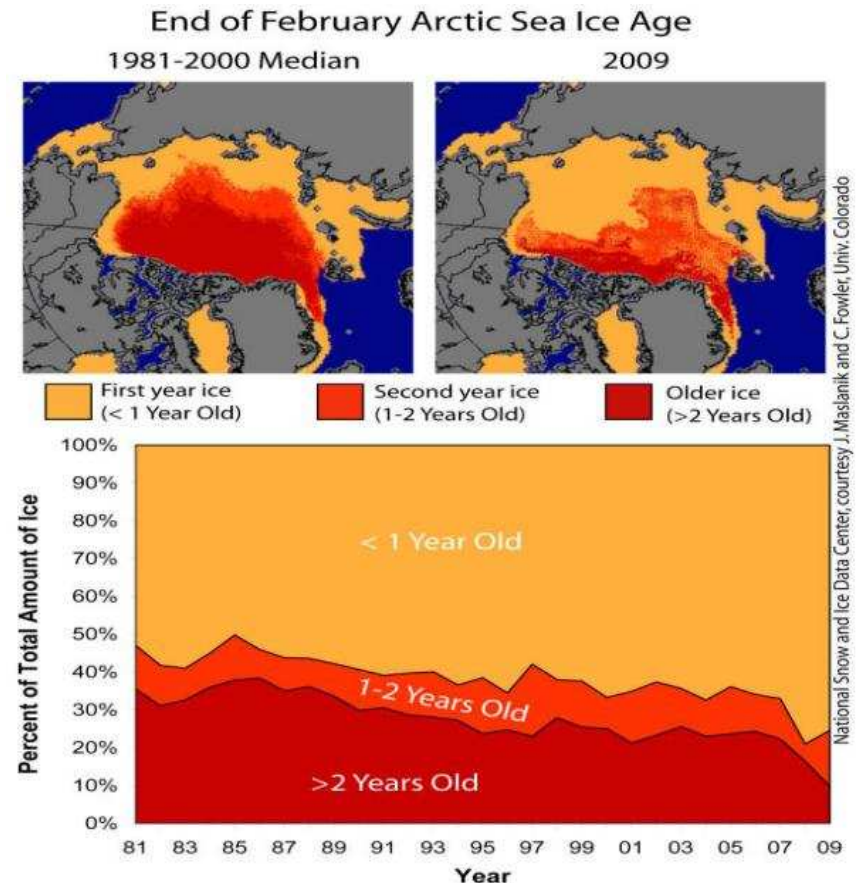 End of February Arctic Sea Ice Age
1981-2000 Median
2009
First year ice
(< 1 Year Old)
Second year ice
(1-2 Years Old)
Older ice
(>2 Years Old)
National Snow and Ice Data Center, courtesy J. Maslanik and C. Fowler, Univ. Colorado
Percent of Total Amount of Ice
100%
90%
80%
70%
60%
50%
40%
30%
20%
10%
0%
< 1 Year Old
1-2 Years Old
>2 Years Old
81 83 85 87 89 91 93 95 97 99 01 03 05 07 09
Year